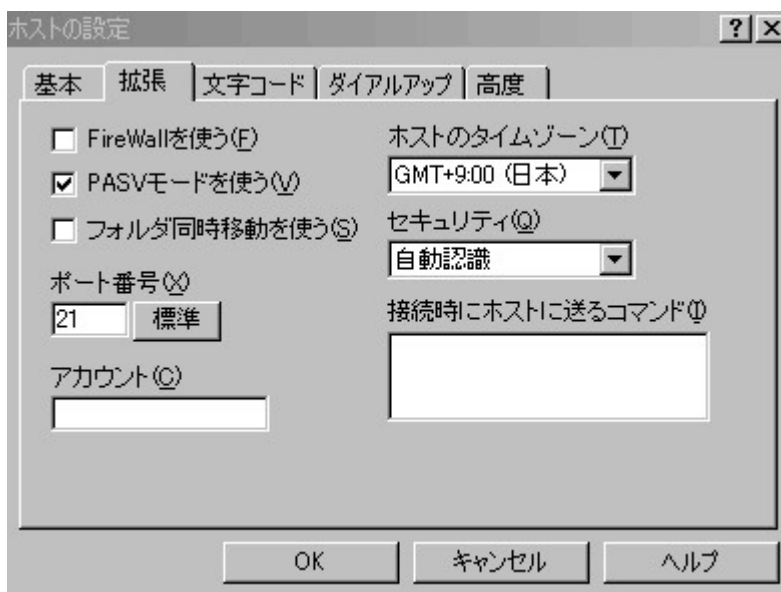 ホストの設定
基本 拡張 文字コード ダイアルアップ 高度
FireWallを使う(F)
PASVモードを使う(V)
フォルダ同時移動を使う(S)
ポート番号(X)
21 標準
アカウント(C)
ホストのタイムゾーン(T)
GMT+9:00 (日本)
セキュリティ(Q)
自動認識
接続時にホストに送るコマンド(I)
OK キャンセル ヘルプ